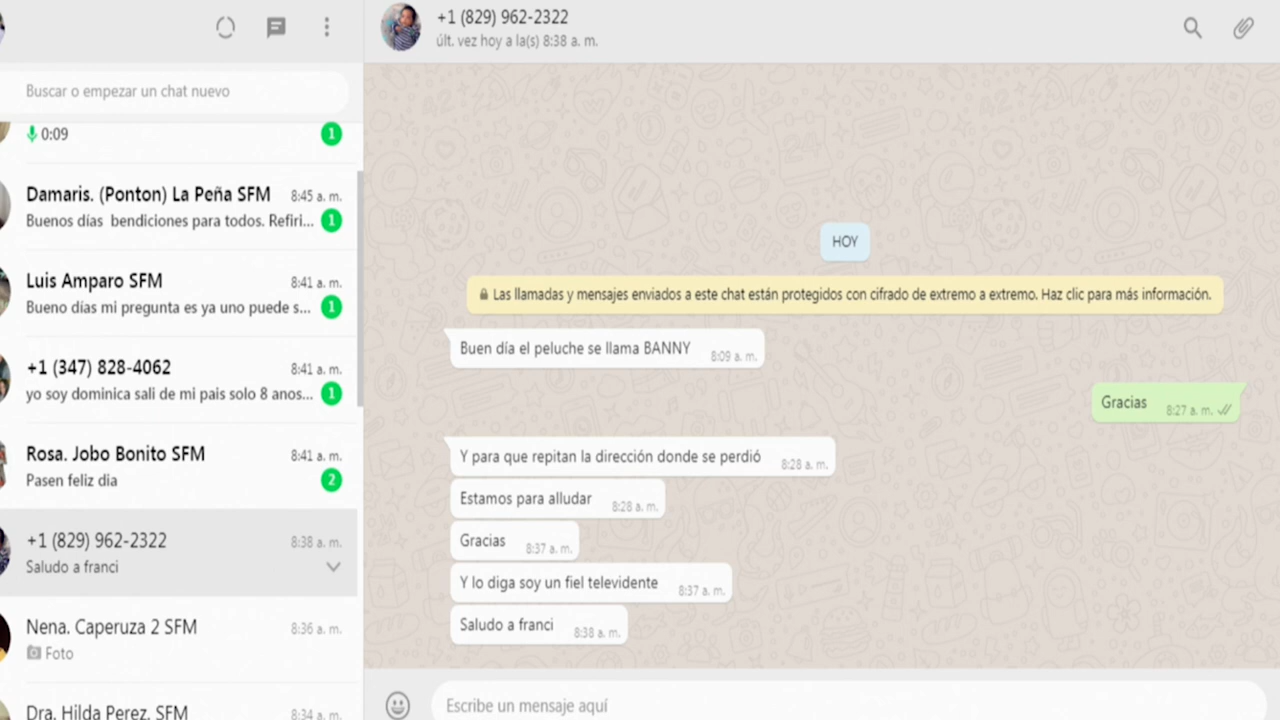 Buscar o empezar un chat nuevo
0:09
1
Damaris. (Ponton) La Peña SFM
8:45 a. m.
Buenos días bendiciones para todos. Refiri...
1
Luis Amparo SFM
8:41 a. m.
Bueno días mi pregunta es ya uno puede s...
1
+1 (347) 828-4062
8:41 a. m.
yo soy dominica sali de mi pais solo 8 anos...
1
Rosa. Jobo Bonito SFM
8:41 a. m.
Pasen feliz dia
2
+1 (829) 962-2322
8:38 a. m.
Saludo a franci
Nena. Caperuza 2 SFM
8:36 a. m.
Foto
Dra. Hilda Perez. SFM
8:34 a. m.
+1 (829) 962-2322
últ. vez hoy a la(s) 8:38 a. m.
HOY
Las llamadas y mensajes enviados a este chat están protegidos con cifrado de extremo a extremo. Haz clic para más información.
Buen día el peluche se llama BANNY 8:09 a. m.
Gracias 8:27 a. m.
Y para que repitan la dirección donde se perdió 8:28 a. m.
Estamos para alludar 8:28 a. m.
Gracias 8:37 a. m.
Y lo diga soy un fiel televidente 8:37 a. m.
Saludo a franci 8:38 a. m.
Escribe un mensaje aquí